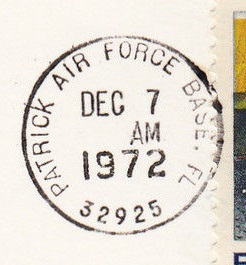 PATRICK AIR FORCE BASE, FL
DEC 7
AM
1972
32925